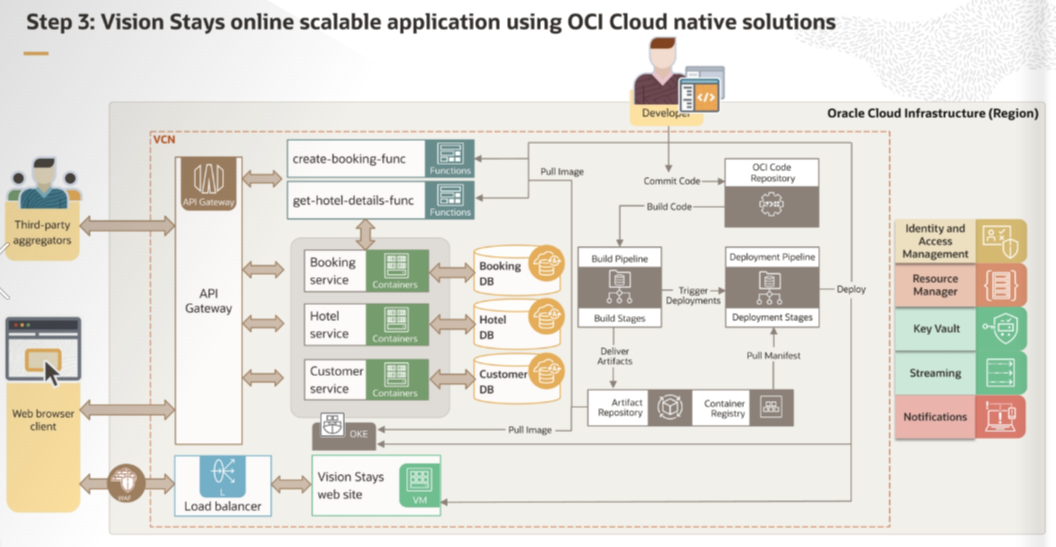 Step 3: Vision Stays online scalable application using OCI Cloud native solutions
Developer
Oracle Cloud Infrastructure (Region)
VCN
Third-party
aggregators
Web browser
client
WAF
API Gateway
API
Gateway
create-booking-func
Functions
get-hotel-details-func
Functions
Booking
service
Containers
Hotel
service
Containers
Customer
service
Containers
OKE
Booking
DB
Hotel
DB
Customer
DB
L
Load balancer
Vision Stays
web site
VM
Pull Image
Commit Code
OCI Code
Repository
Build Code
Build Pipeline
Build Stages
Trigger
Deployments
Deployment Pipeline
Deployment Stages
Deploy
Deliver
Artifacts
Pull Manifest
Artifact
Repository
Container
Registry
Pull Image
Identity and
Access
Management
Resource
Manager
Key Vault
Streaming
Notifications